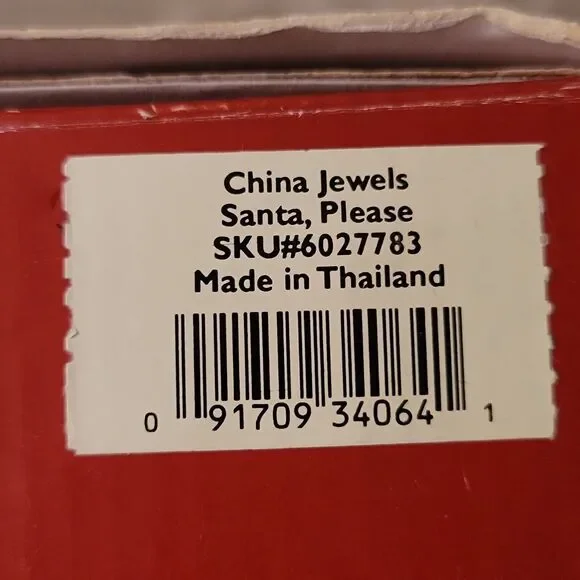 China Jewels
Santa, Please
SKU#6027783
Made in Thailand
0 91709 34064 1